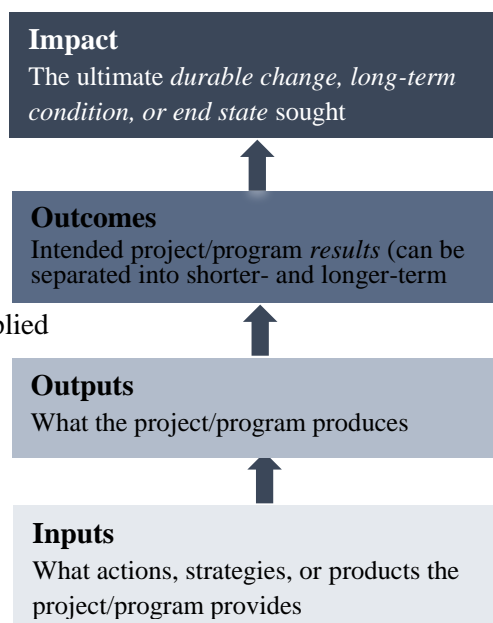 Impact
The ultimate durable change, long-term
condition, or end state sought
Outcomes
Intended project/program results (can be
separated into shorter- and longer-term
plied
Outputs
What the project/program produces
Inputs
What actions, strategies, or products the
project/program provides